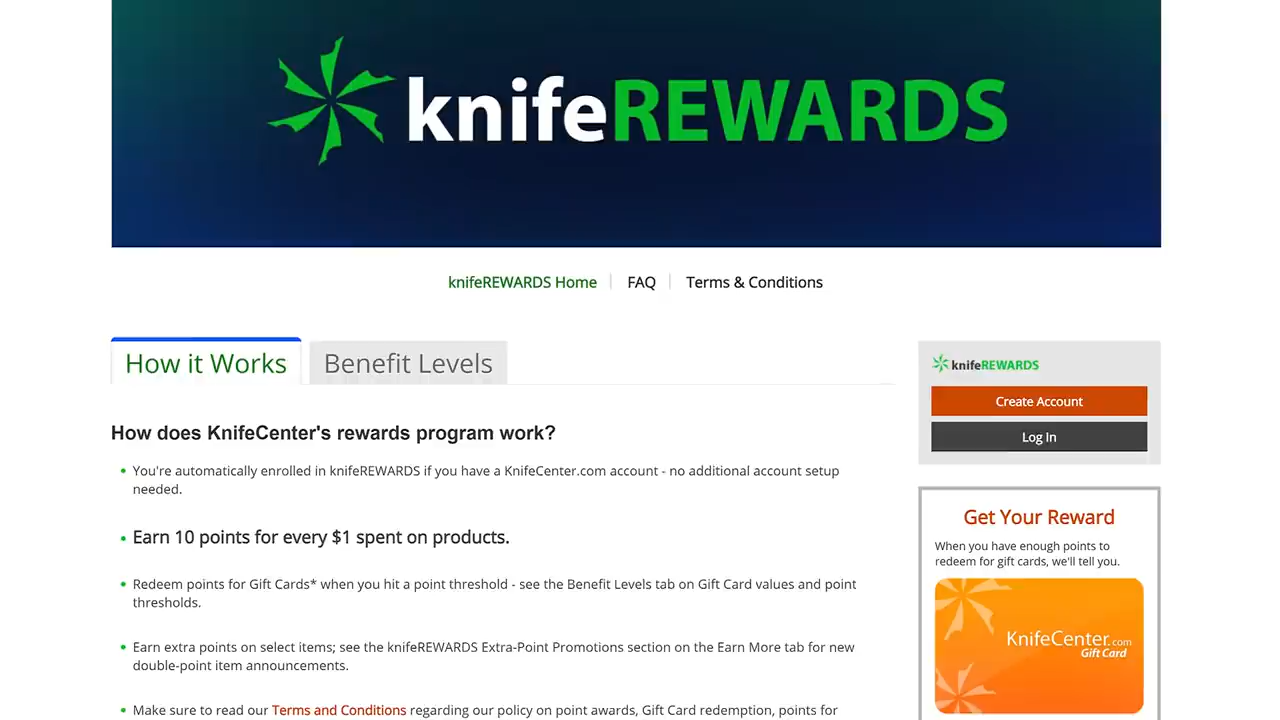 knifeREWARDS
knifeREWARDS Home
FAQ
Terms & Conditions
How it Works
Benefit Levels
How does KnifeCenter's rewards program work?
You're automatically enrolled in knifeREWARDS if you have a KnifeCenter.com account - no additional account setup
needed.
Earn 10 points for every $1 spent on products.
Redeem points for Gift Cards* when you hit a point threshold - see the Benefit Levels tab on Gift Card values and point
thresholds.
Earn extra points on select items; see the knifeREWARDS Extra-Point Promotions section on the Earn More tab for new
double-point item announcements.
Make sure to read our Terms and Conditions regarding our policy on point awards, Gift Card redemption, points for
knifeREWARDS
Create Account
Log In
Get Your Reward
When you have enough points to
redeem for gift cards, we'll tell you.
KnifeCenter.com
Gift Card